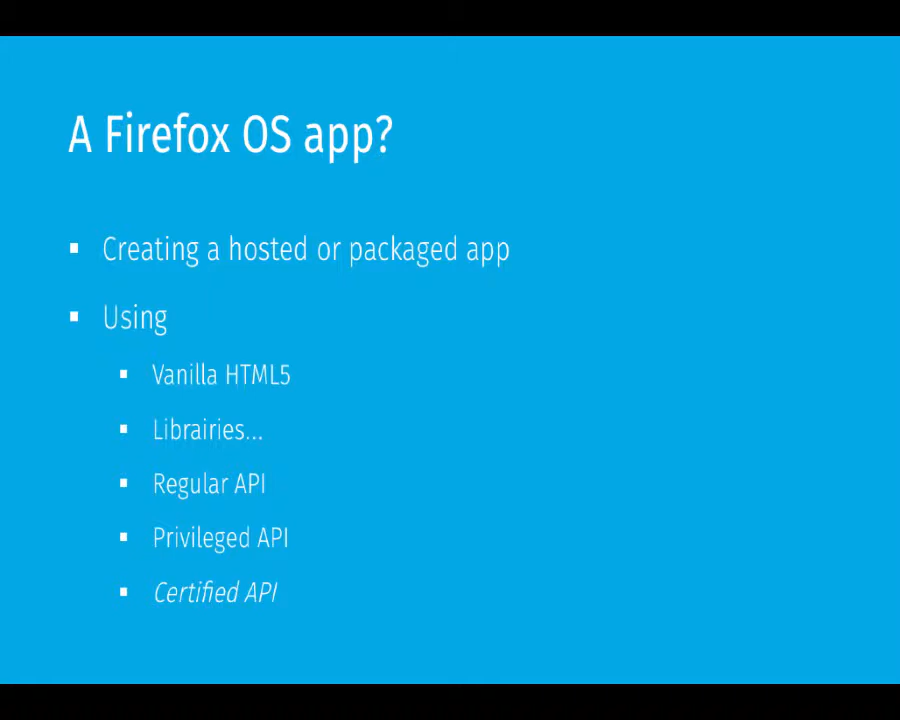 A Firefox OS app?
Creating a hosted or packaged app
Using
Vanilla HTML5
Librairies...
Regular API
Privileged API
Certified API